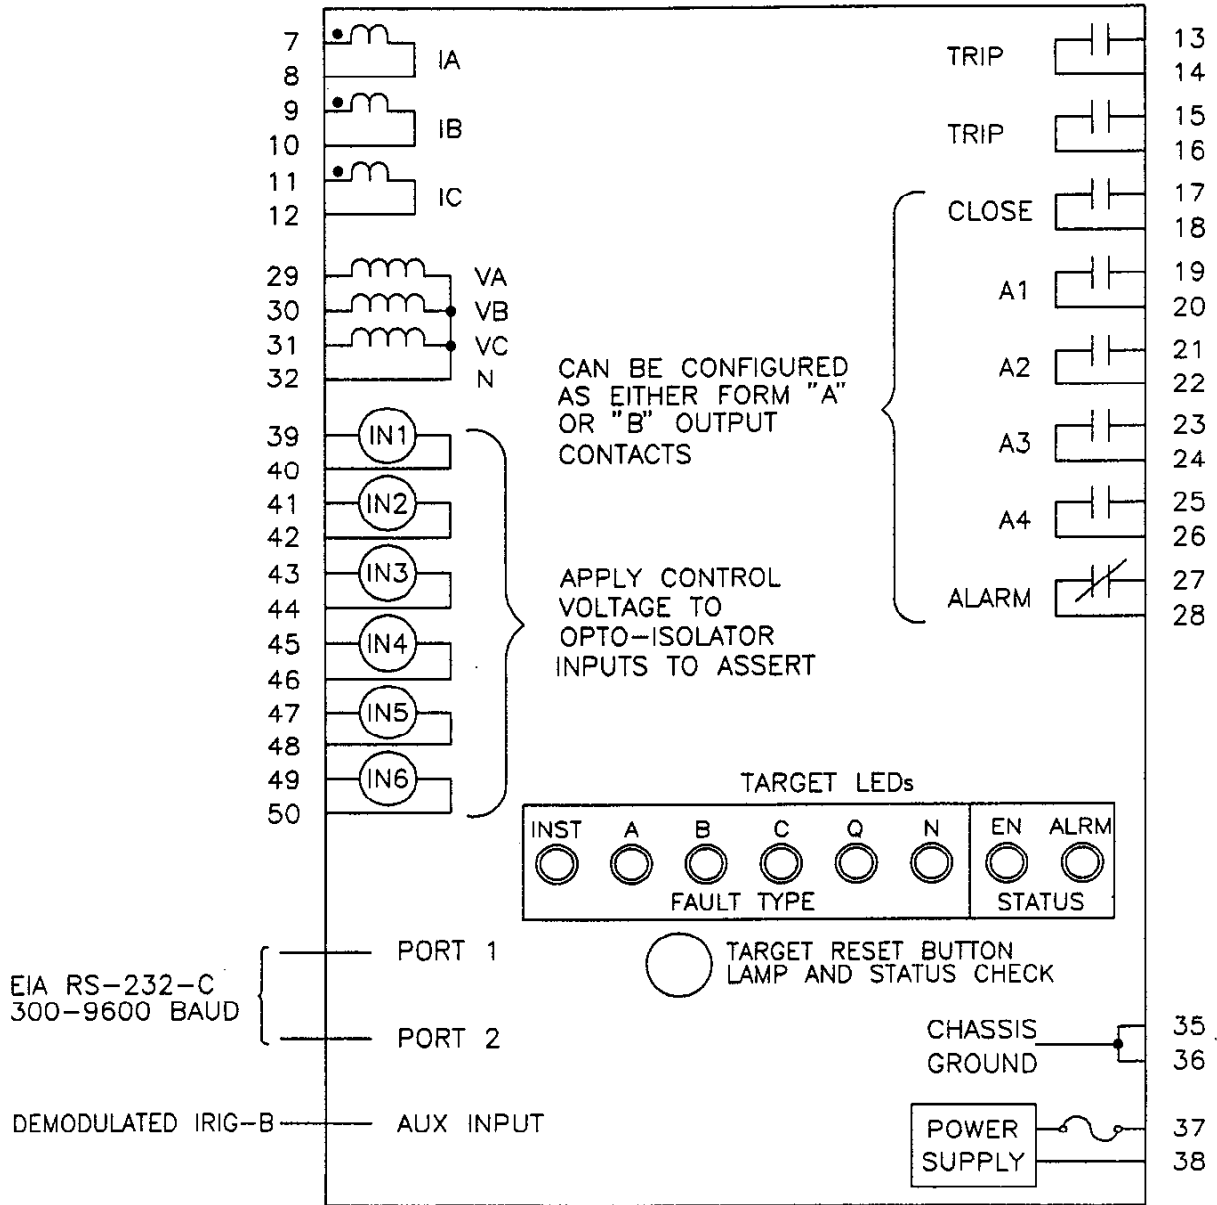 7
8
IA
9
10
IB
11
12
IC
29
VA
30
VB
31
VC
32
N
39
IN1
40
41
IN2
42
43
IN3
44
45
IN4
46
47
IN5
48
49
IN6
50
CAN BE CONFIGURED
AS EITHER FORM "A"
OR "B" OUTPUT
CONTACTS
APPLY CONTROL
VOLTAGE TO
OPTO-ISOLATOR
INPUTS TO ASSERT
TRIP
13
14
TRIP
15
16
CLOSE
17
18
A1
19
20
A2
21
22
A3
23
24
A4
25
26
ALARM
27
28
TARGET LEDs
INST A B C Q N EN ALRM
FAULT TYPE STATUS
TARGET RESET BUTTON
LAMP AND STATUS CHECK
EIA RS-232-C
300-9600 BAUD
PORT 1
PORT 2
DEMODULATED IRIG-B
AUX INPUT
CHASSIS
GROUND
35
36
POWER
SUPPLY
37
38